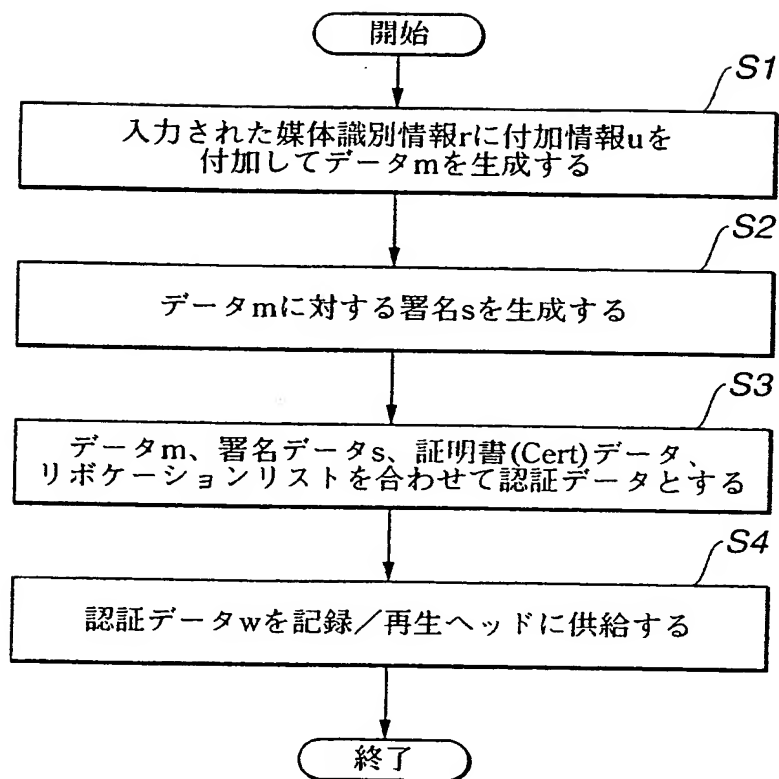 開始
S1
入力された媒体識別情報rに付加情報uを
付加してデータmを生成する
S2
データmに対する署名sを生成する
S3
データm、署名データs、証明書(Cert)データ、
リボケーションリストを合わせて認証データとする
S4
認証データwを記録／再生ヘッドに供給する
終了